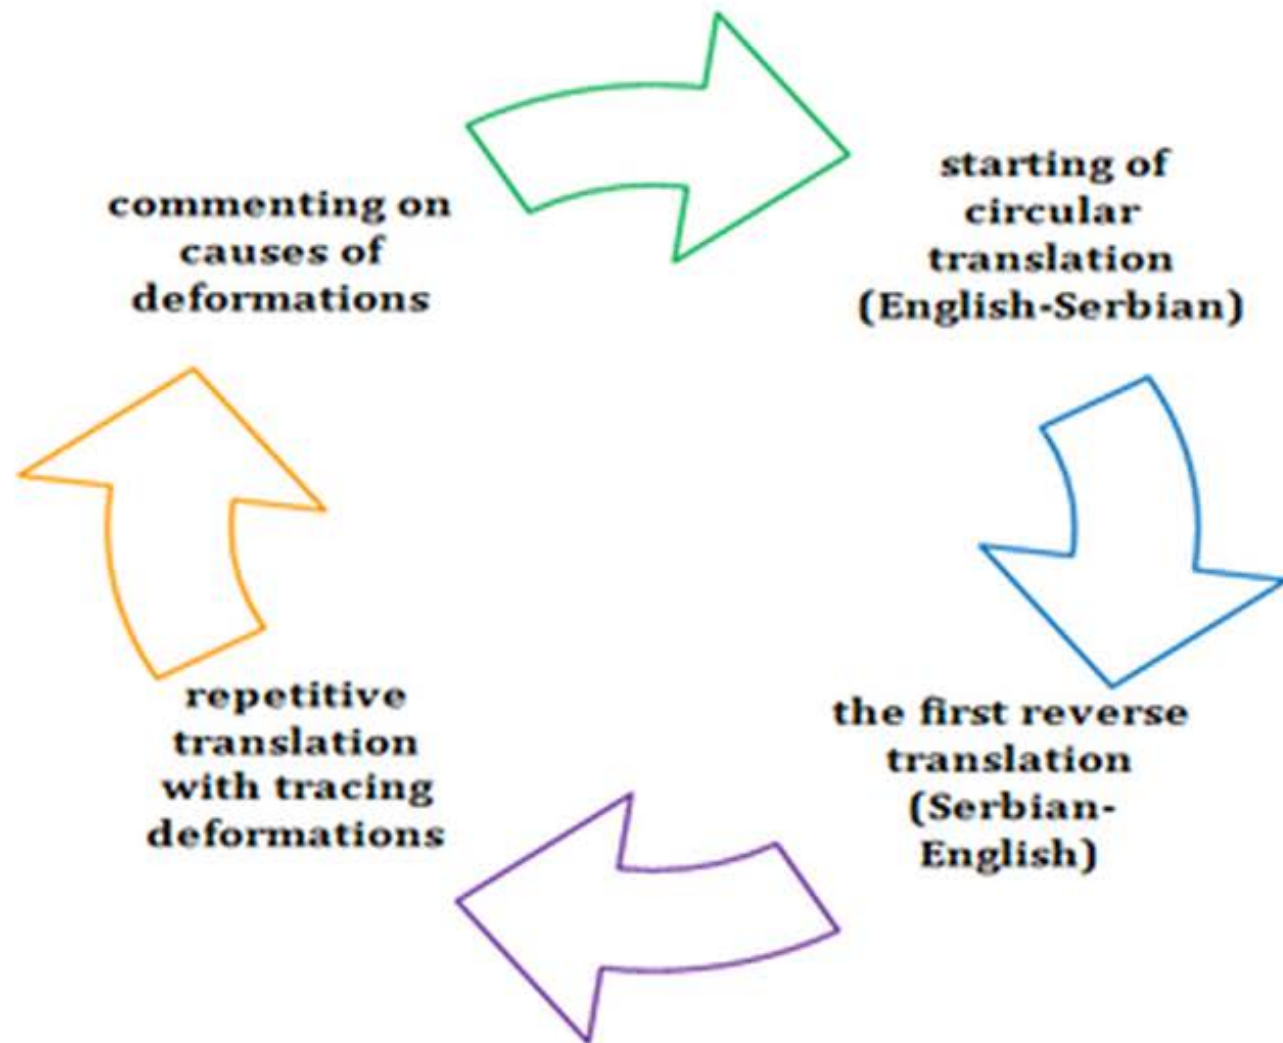 commenting on
causes of
deformations
starting of
circular
translation
(English-Serbian)
the first reverse
translation
(Serbian-
English)
repetitive
translation
with tracing
deformations